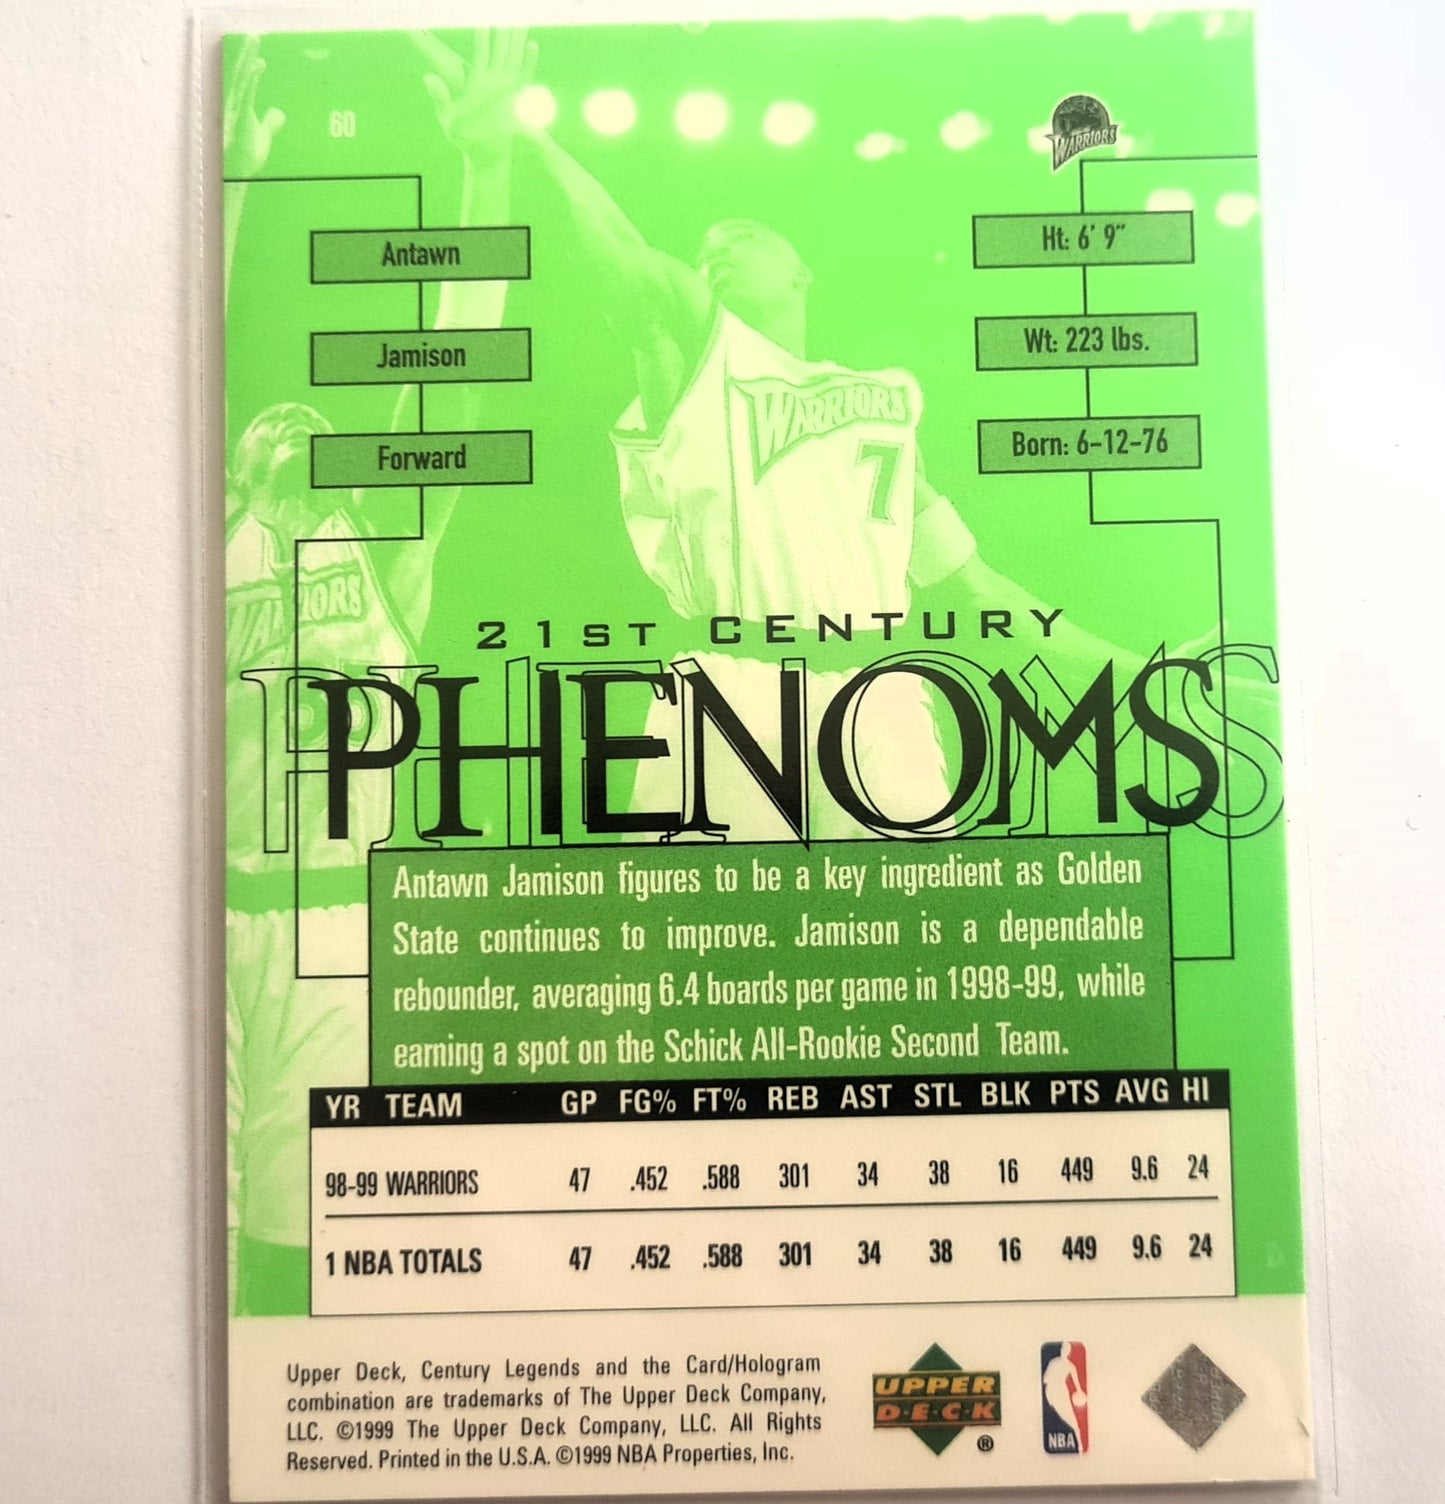 60
WARRIORS
Antawn
Jamison
Forward
Ht: 6' 9"
Wt: 223 lbs.
Born: 6-12-76
WARRIORS
7
WARRIORS
21ST CENTURY
PHENOMS
Antawn Jamison figures to be a key ingredient as Golden
State continues to improve. Jamison is a dependable
rebounder, averaging 6.4 boards per game in 1998-99, while
earning a spot on the Schick All-Rookie Second Team.
YR TEAM GP FG% FT% REB AST STL BLK PTS AVG HI
98-99 WARRIORS 47 .452 .588 301 34 38 16 449 9.6 24
1 NBA TOTALS 47 .452 .588 301 34 38 16 449 9.6 24
Upper Deck, Century Legends and the Card/Hologram
combination are trademarks of The Upper Deck Company,
LLC. ©1999 The Upper Deck Company, LLC. All Rights
Reserved. Printed in the U.S.A. ©1999 NBA Properties, Inc.
UPPER
D·E·C·K
®
NBA